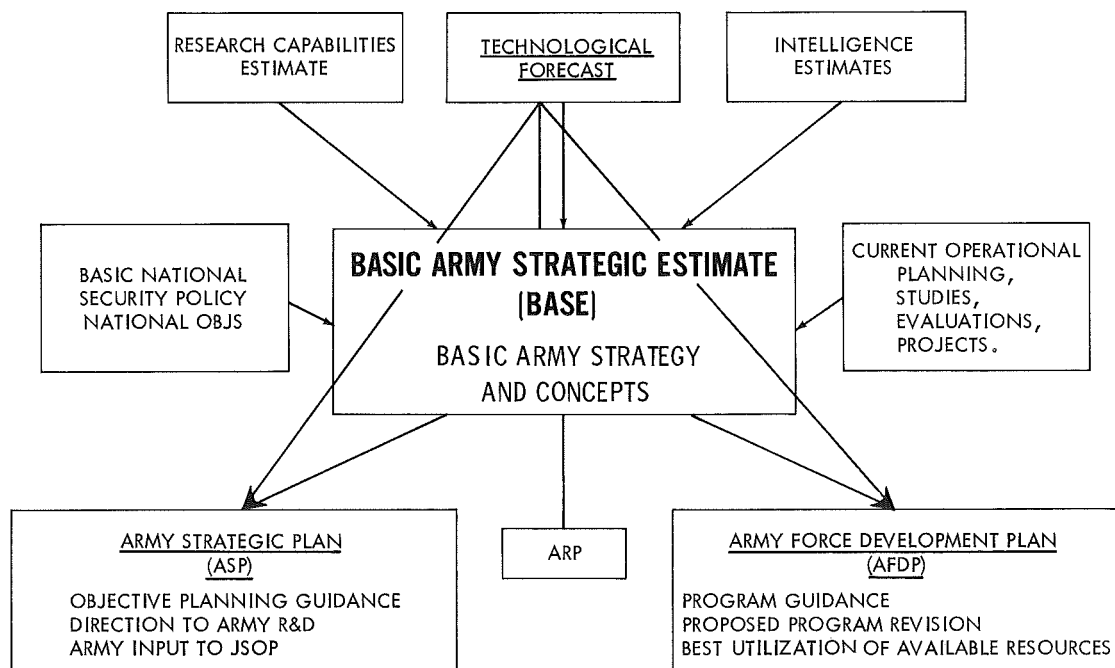 RESEARCH CAPABILITIES
ESTIMATE
TECHNOLOGICAL
FORECAST
INTELLIGENCE
ESTIMATES
BASIC NATIONAL
SECURITY POLICY
NATIONAL OBJS
BASIC ARMY STRATEGIC ESTIMATE
(BASE)
BASIC ARMY STRATEGY
AND CONCEPTS
CURRENT OPERATIONAL
PLANNING,
STUDIES,
EVALUATIONS,
PROJECTS.
ARMY STRATEGIC PLAN
(ASP)
OBJECTIVE PLANNING GUIDANCE
DIRECTION TO ARMY R&D
ARMY INPUT TO JSOP
ARP
ARMY FORCE DEVELOPMENT PLAN
(AFDP)
PROGRAM GUIDANCE
PROPOSED PROGRAM REVISION
BEST UTILIZATION OF AVAILABLE RESOURCES